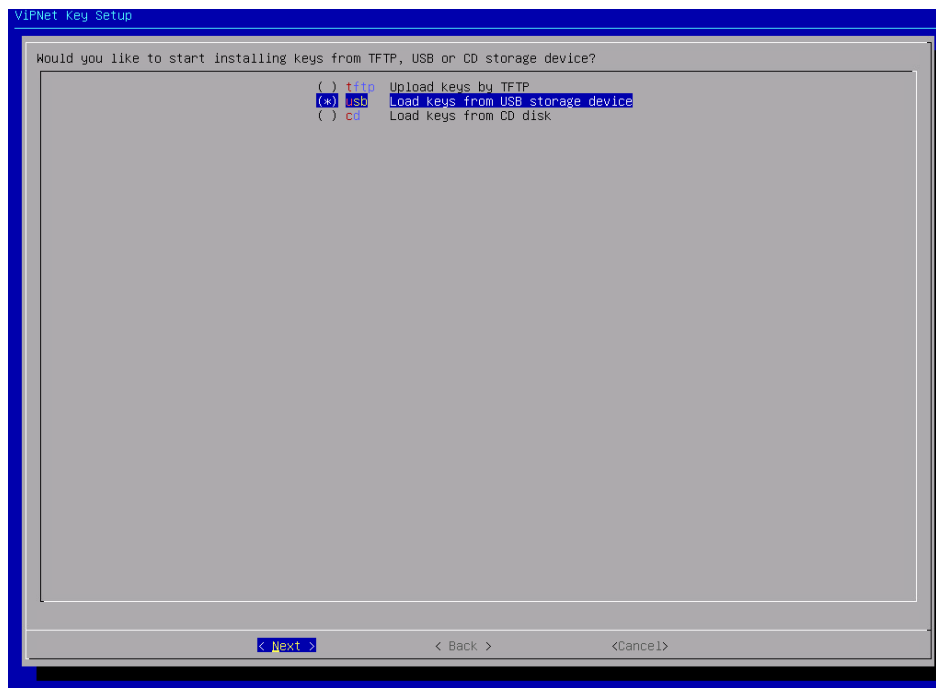 ViPNet Key Setup
Would you like to start installing keys from TFTP, USB or CD storage device?
( ) tftp Upload keys by TFTP
(*) usb Load keys from USB storage device
( ) cd Load keys from CD disk
< Next > < Back > <Cancel>